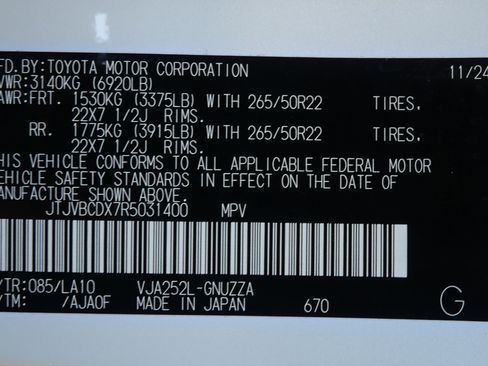 FD.BY: TOYOTA MOTOR CORPORATION 11/24
VWR: 3140KG (6920LB)
AWR: FRT. 1530KG (3375LB) WITH 265/50R22 TIRES.
22X7 1/2J RIMS.
RR. 1775KG (3915LB) WITH 265/50R22 TIRES.
22X7 1/2J RIMS.
HIS VEHICLE CONFORMS TO ALL APPLICABLE FEDERAL MOTOR
EHICLE SAFETY STANDARDS IN EFFECT ON THE DATE OF
ANUFACTURE SHOWN ABOVE.
JTJVBCDX7R5031400 MPV
/TR: 085/LA10 VJA252L-GNUZZA
/TM: /AJA0F MADE IN JAPAN 670 G